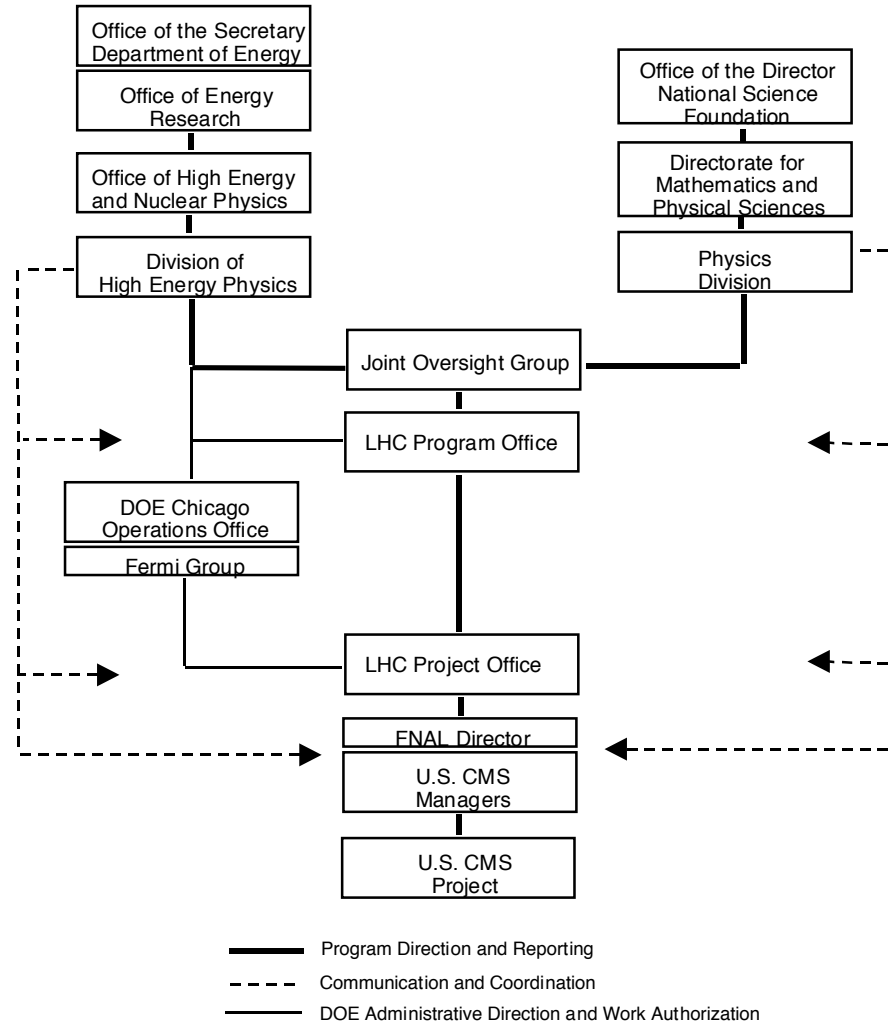 Office of the Secretary
Department of Energy
Office of Energy
Research
Office of High Energy
and Nuclear Physics
Division of
High Energy Physics
Office of the Director
National Science
Foundation
Directorate for
Mathematics and
Physical Sciences
Physics
Division
Joint Oversight Group
LHC Program Office
DOE Chicago
Operations Office
Fermi Group
LHC Project Office
FNAL Director
U.S. CMS
Managers
U.S. CMS
Project
Program Direction and Reporting
Communication and Coordination
DOE Administrative Direction and Work Authorization